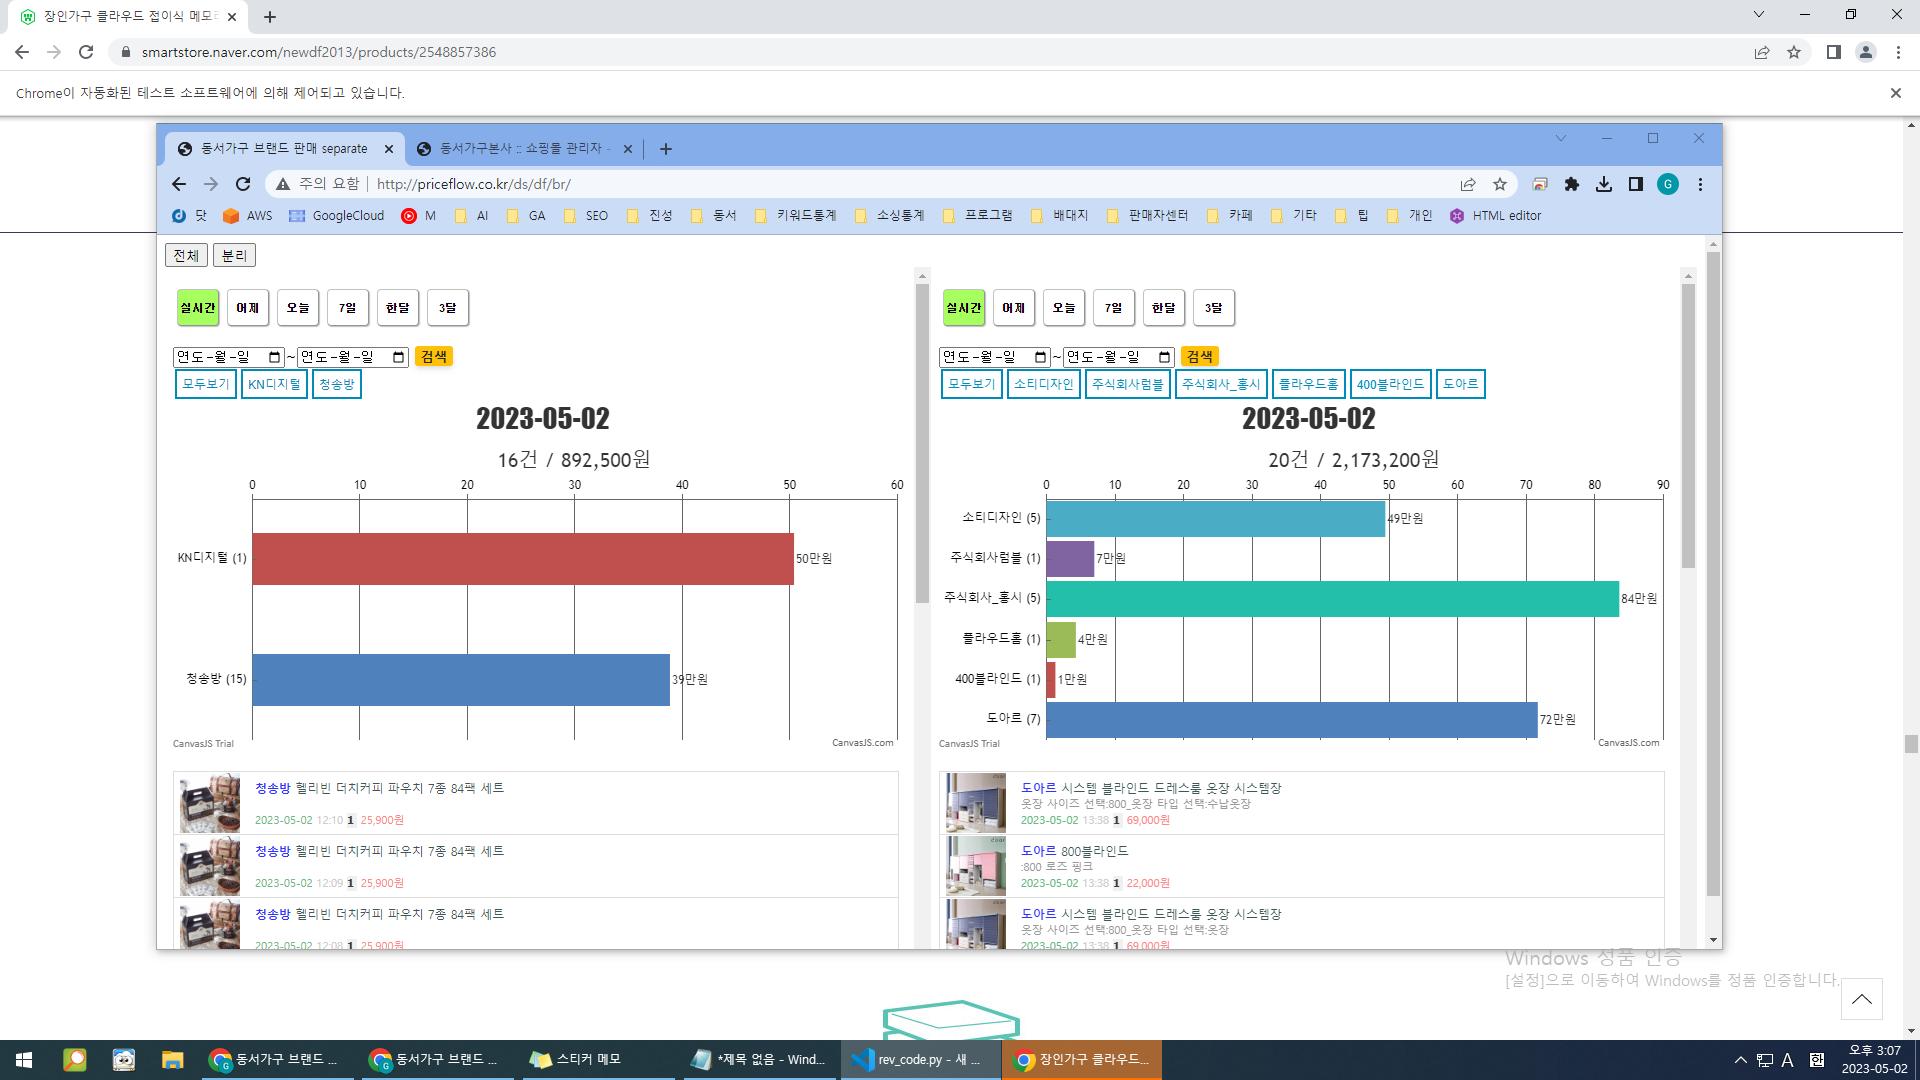 장인가구 클라우드 접이식 메모리
smartstore.naver.com/newdf2013/products/2548857386
Chrome이 자동화된 테스트 소프트웨어에 의해 제어되고 있습니다.
동서가구 브랜드 판매 separate
동서가구본사 :: 쇼핑몰 관리자 -
주의 요함 http://priceflow.co.kr/ds/df/br/
G
닷 AWS GoogleCloud M AI GA SEO 진성 동서 키워드통계 소싱통계 프로그램 배대지 판매자센터 카페 기타 팁 개인 HTML editor
전체 분리
실시간 어제 오늘 7일 한달 3달
연도-월-일 ~ 연도-월-일 검색
모두보기 KN디지털 청송방
2023-05-02
16건 / 892,500원
0 10 20 30 40 50 60
KN디지털 (1) 50만원
청송방 (15) 39만원
CanvasJS Trial CanvasJS.com
청송방 헬리빈 더치커피 파우치 7종 84팩 세트
2023-05-02 12:10 1 25,900원
청송방 헬리빈 더치커피 파우치 7종 84팩 세트
2023-05-02 12:09 1 25,900원
청송방 헬리빈 더치커피 파우치 7종 84팩 세트
2023-05-02 12:08 1 25,900원
실시간 어제 오늘 7일 한달 3달
연도-월-일 ~ 연도-월-일 검색
모두보기 소티디자인 주식회사럼블 주식회사_홍시 플라우드홈 400블라인드 도아르
2023-05-02
20건 / 2,173,200원
0 10 20 30 40 50 60 70 80 90
소티디자인 (5) 49만원
주식회사럼블 (1) 7만원
주식회사_홍시 (5) 84만원
플라우드홈 (1) 4만원
400블라인드 (1) 1만원
도아르 (7) 72만원
CanvasJS Trial CanvasJS.com
도아르 시스템 블라인드 드레스룸 옷장 시스템장
옷장 사이즈 선택:800_옷장 타입 선택:수납옷장
2023-05-02 13:38 1 69,000원
도아르 800블라인드
:800 로즈 핑크
2023-05-02 13:38 1 22,000원
도아르 시스템 블라인드 드레스룸 옷장 시스템장
옷장 사이즈 선택:800_옷장 타입 선택:옷장
2023-05-02 13:38 1 69,000원
Windows 정품 인증
[설정]으로 이동하여 Windows를 정품 인증합니다.
동서가구 브랜드 ...
동서가구 브랜드 ...
스티커 메모
*제목 없음 - Wind...
rev_code.py - 새 ...
장인가구 클라우드...
A 한
오후 3:07
2023-05-02